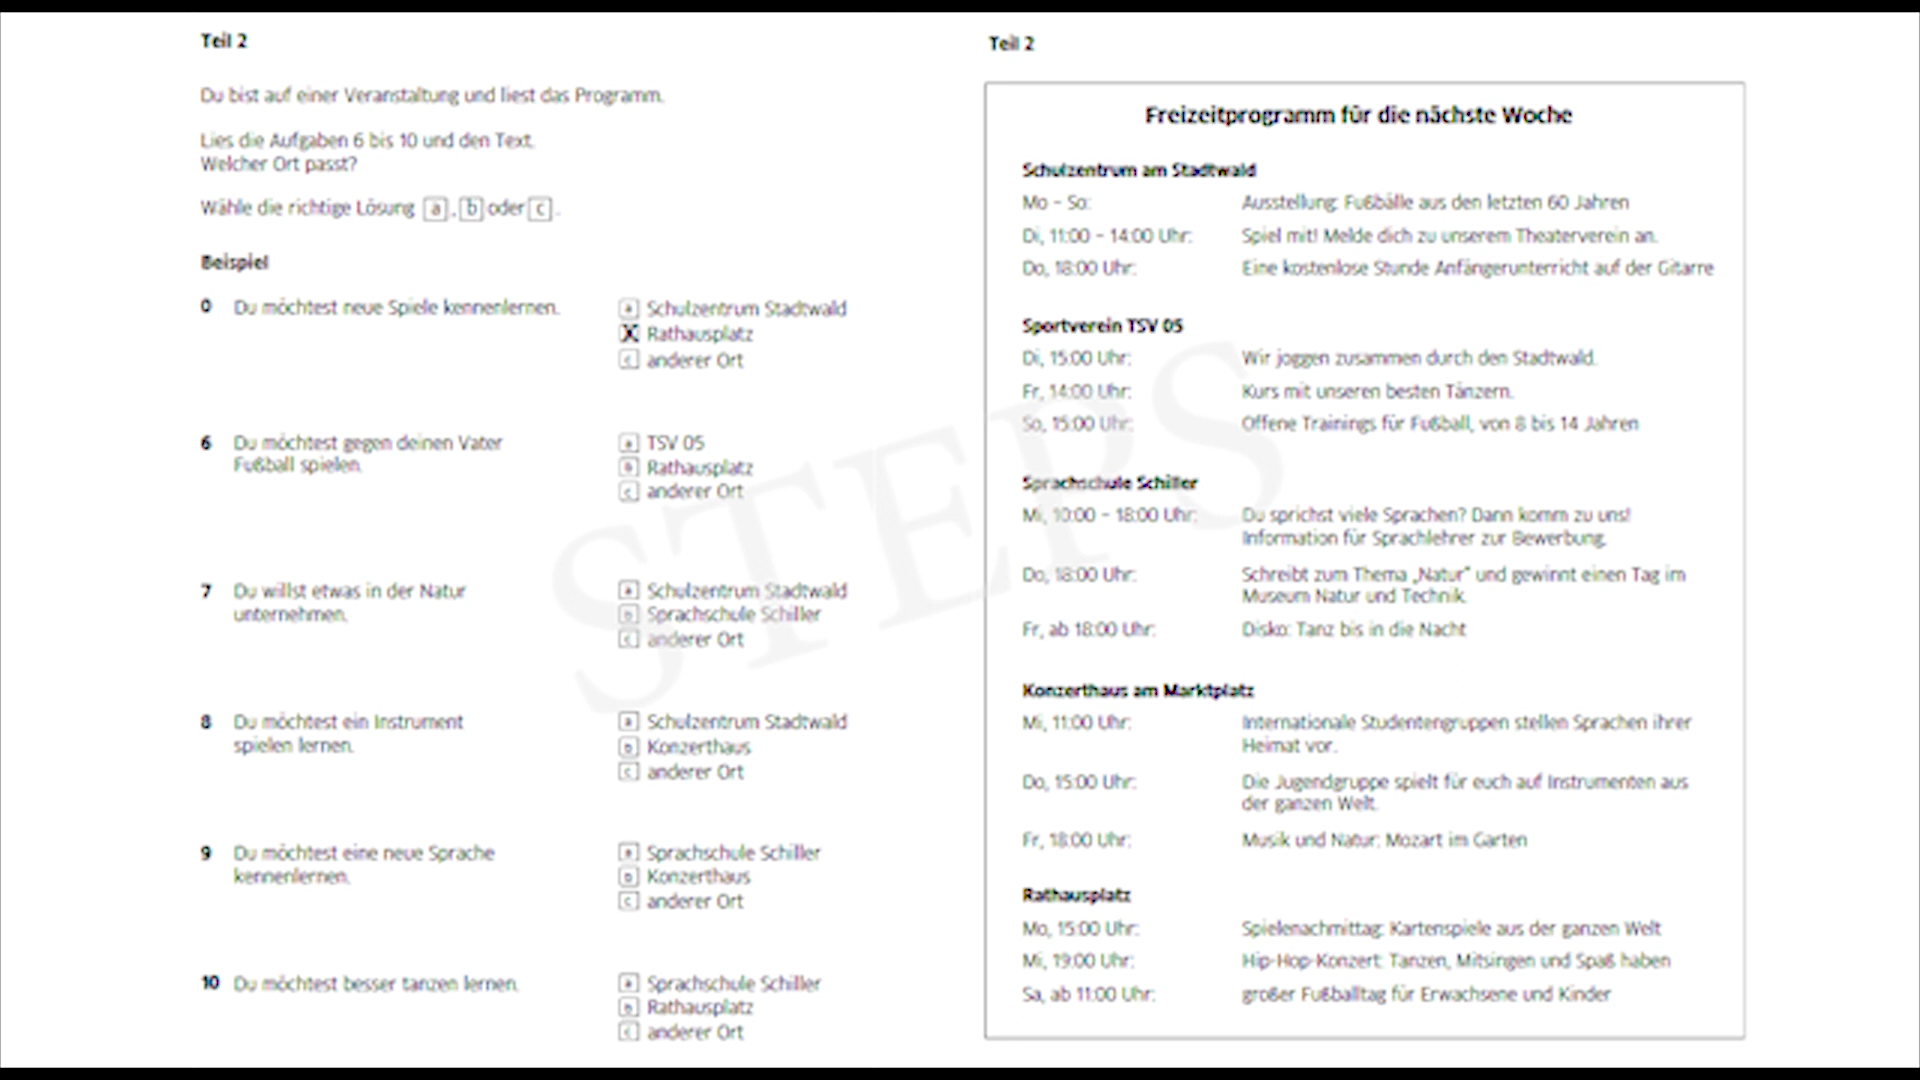 Teil 2
Du bist auf einer Veranstaltung und liest das Programm.
Lies die Aufgaben 6 bis 10 und den Text.
Welcher Ort passt?
Wähle die richtige Lösung a, b oder c.
Beispiel
0 Du möchtest neue Spiele kennenlernen.
a Schulzentrum Stadtwald
X Rathausplatz
c anderer Ort
6 Du möchtest gegen deinen Vater
Fußball spielen.
a TSV 05
b Rathausplatz
c anderer Ort
7 Du willst etwas in der Natur
unternehmen.
a Schulzentrum Stadtwald
b Sprachschule Schiller
c anderer Ort
8 Du möchtest ein Instrument
spielen lernen.
a Schulzentrum Stadtwald
b Konzerthaus
c anderer Ort
9 Du möchtest eine neue Sprache
kennenlernen.
a Sprachschule Schiller
b Konzerthaus
c anderer Ort
10 Du möchtest besser tanzen lernen.
a Sprachschule Schiller
b Rathausplatz
c anderer Ort
Teil 2
Freizeitprogramm für die nächste Woche
Schulzentrum am Stadtwald
Mo – So: Ausstellung: Fußbälle aus den letzten 60 Jahren
Di, 11:00 – 14:00 Uhr: Spiel mit! Melde dich zu unserem Theaterverein an.
Do, 18:00 Uhr: Eine kostenlose Stunde Anfängerunterricht auf der Gitarre
Sportverein TSV 05
Di, 15:00 Uhr: Wir joggen zusammen durch den Stadtwald.
Fr, 14:00 Uhr: Kurs mit unseren besten Tänzern.
So, 15:00 Uhr: Offene Trainings für Fußball, von 8 bis 14 Jahren
Sprachschule Schiller
Mi, 10:00 – 18:00 Uhr: Du sprichst viele Sprachen? Dann komm zu uns!
Information für Sprachlehrer zur Bewerbung.
Do, 18:00 Uhr: Schreibt zum Thema „Natur“ und gewinnt einen Tag im
Museum Natur und Technik.
Fr, ab 18:00 Uhr: Disko: Tanz bis in die Nacht
Konzerthaus am Marktplatz
Mi, 11:00 Uhr: Internationale Studentengruppen stellen Sprachen ihrer
Heimat vor.
Do, 15:00 Uhr: Die Jugendgruppe spielt für euch auf Instrumenten aus
der ganzen Welt.
Fr, 18:00 Uhr: Musik und Natur: Mozart im Garten
Rathausplatz
Mo, 15:00 Uhr: Spielenachmittag: Kartenspiele aus der ganzen Welt
Mi, 19:00 Uhr: Hip-Hop-Konzert: Tanzen, Mitsingen und Spaß haben
Sa, ab 11:00 Uhr: großer Fußballtag für Erwachsene und Kinder
STEPS